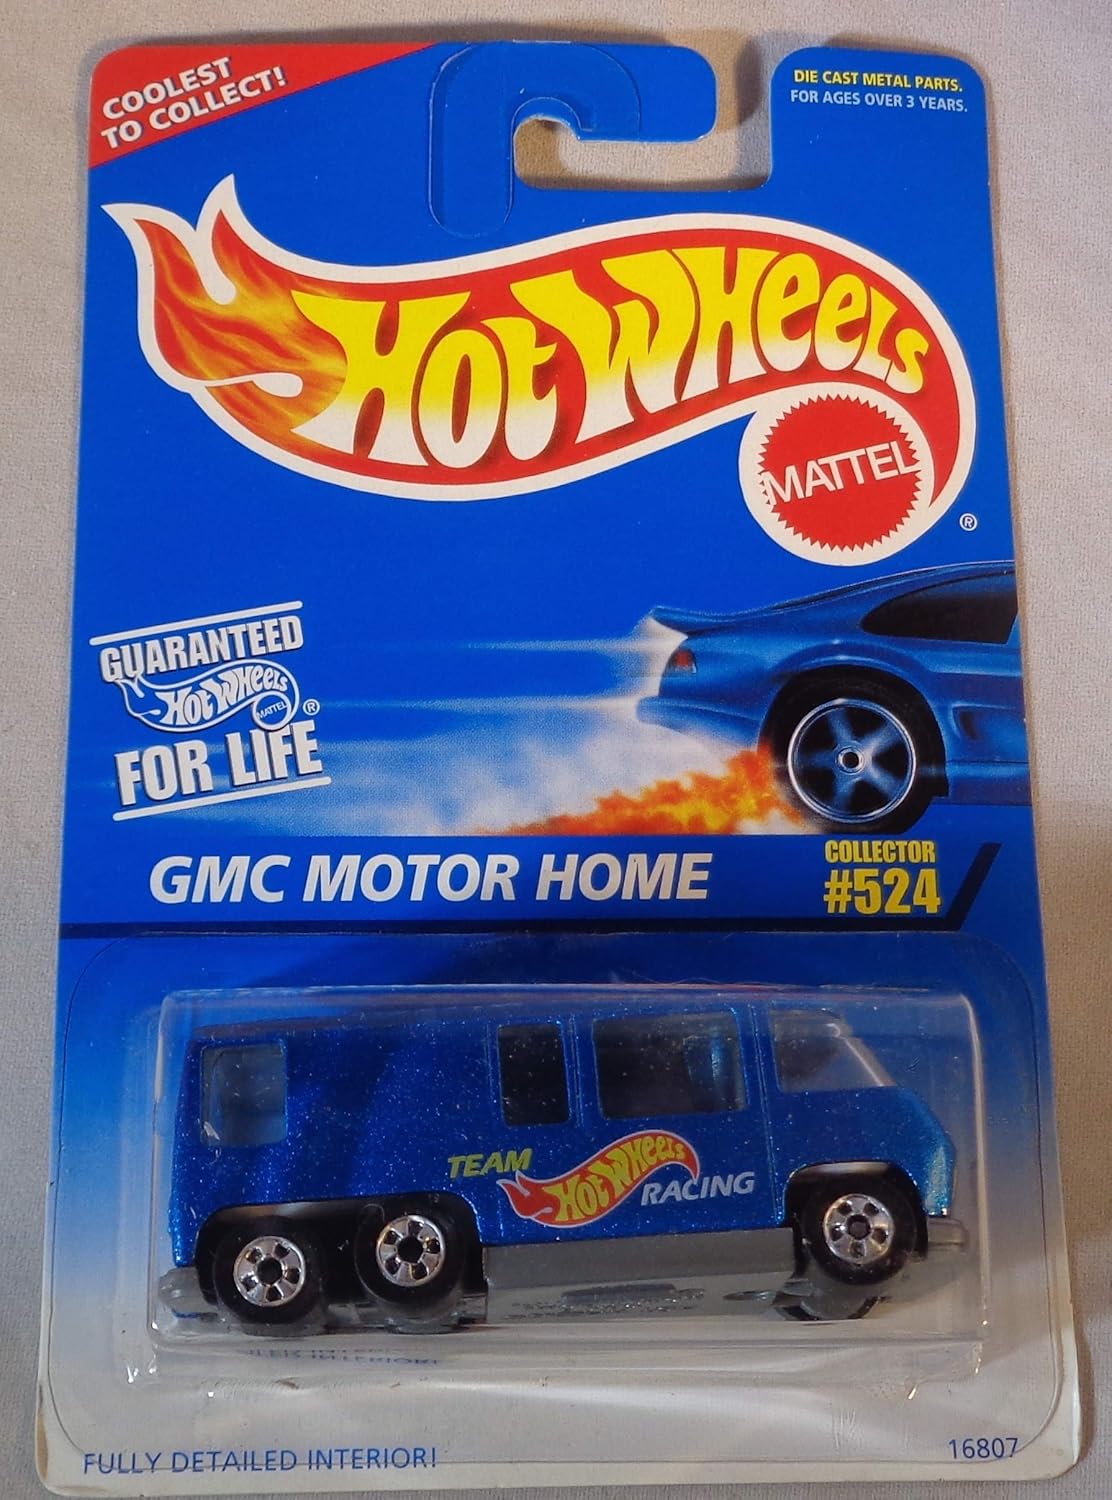 COOLEST
TO COLLECT!
DIE CAST METAL PARTS.
FOR AGES OVER 3 YEARS.
Hot Wheels
MATTEL
®
GUARANTEED
Hot Wheels
MATTEL ®
FOR LIFE
GMC MOTOR HOME
COLLECTOR
#524
TEAM
Hot Wheels
RACING
FULLY DETAILED INTERIOR!
16807